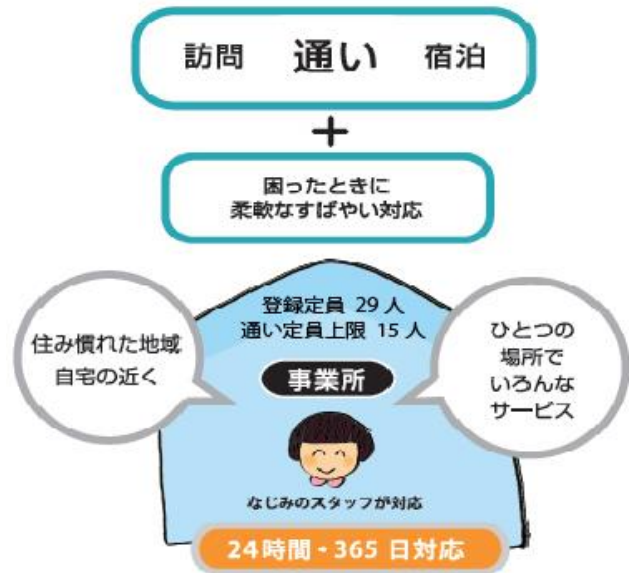 訪問 通い 宿泊
+
困ったときに
柔軟なすばやい対応
登録定員 29 人
通い定員上限 15 人
住み慣れた地域
自宅の近く
事業所
ひとつの
場所で
いろんな
サービス
なじみのスタッフが対応
24時間・365 日対応